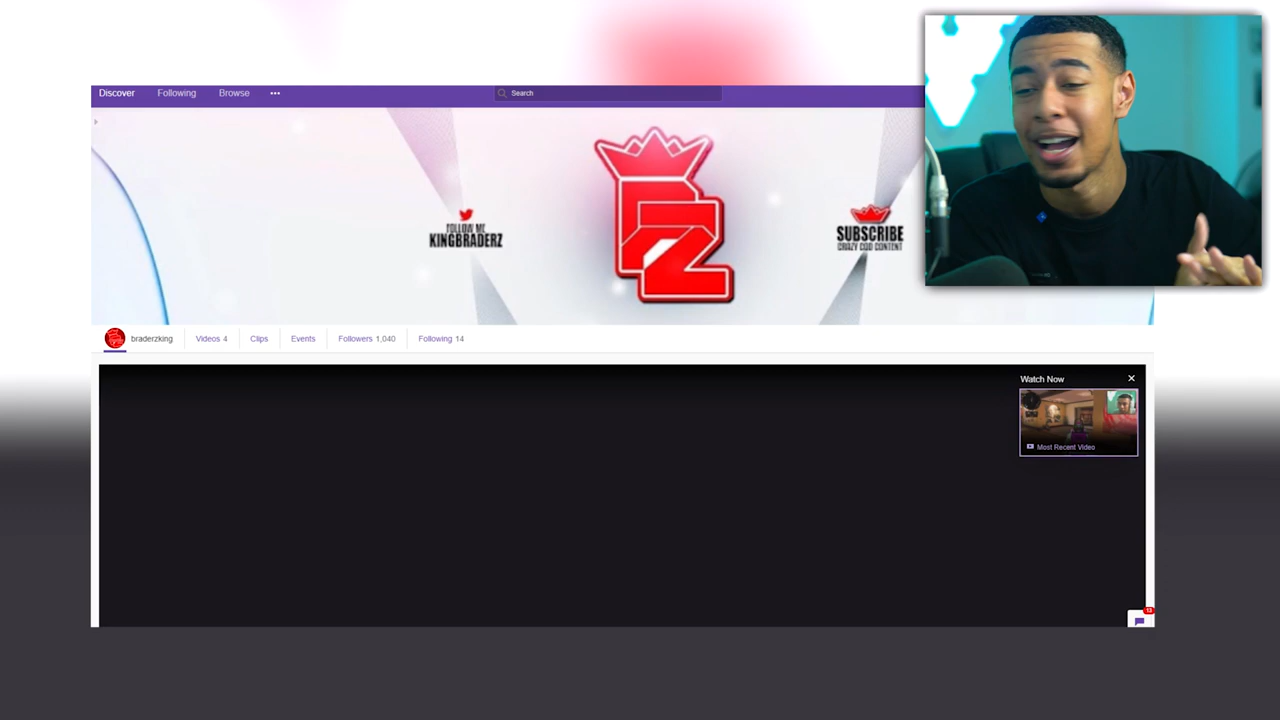 Discover Following Browse
Search
FOLLOW ME
KINGBRADERZ
SUBSCRIBE
CRAZY COD CONTENT
braderzking Videos 4 Clips Events Followers 1,040 Following 14
Watch Now
Most Recent Video
13